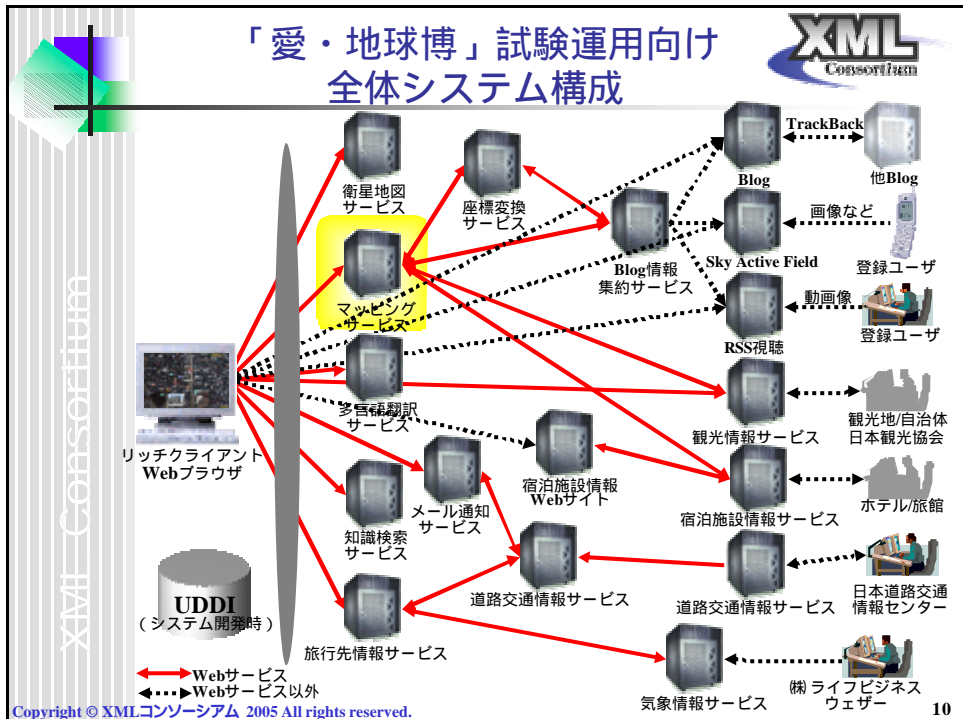 「愛・地球博」試験運用向け
全体システム構成
XML
Consortium
XML Consortium
衛星地図
サービス
座標変換
サービス
Blog
TrackBack
他Blog
マッピング
サービス
Blog情報
集約サービス
Sky Active Field
画像など
登録ユーザ
RSS視聴
動画像
登録ユーザ
リッチクライアント
Webブラウザ
多言語翻訳
サービス
観光情報サービス
観光地/自治体
日本観光協会
知識検索
サービス
メール通知
サービス
宿泊施設情報
Webサイト
宿泊施設情報サービス
ホテル/旅館
UDDI
(システム開発時)
旅行先情報サービス
道路交通情報サービス
道路交通情報サービス
日本道路交通
情報センター
気象情報サービス
㈱ ライフビジネス
ウェザー
Webサービス
Webサービス以外
Copyright © XMLコンソーシアム 2005 All rights reserved.
10